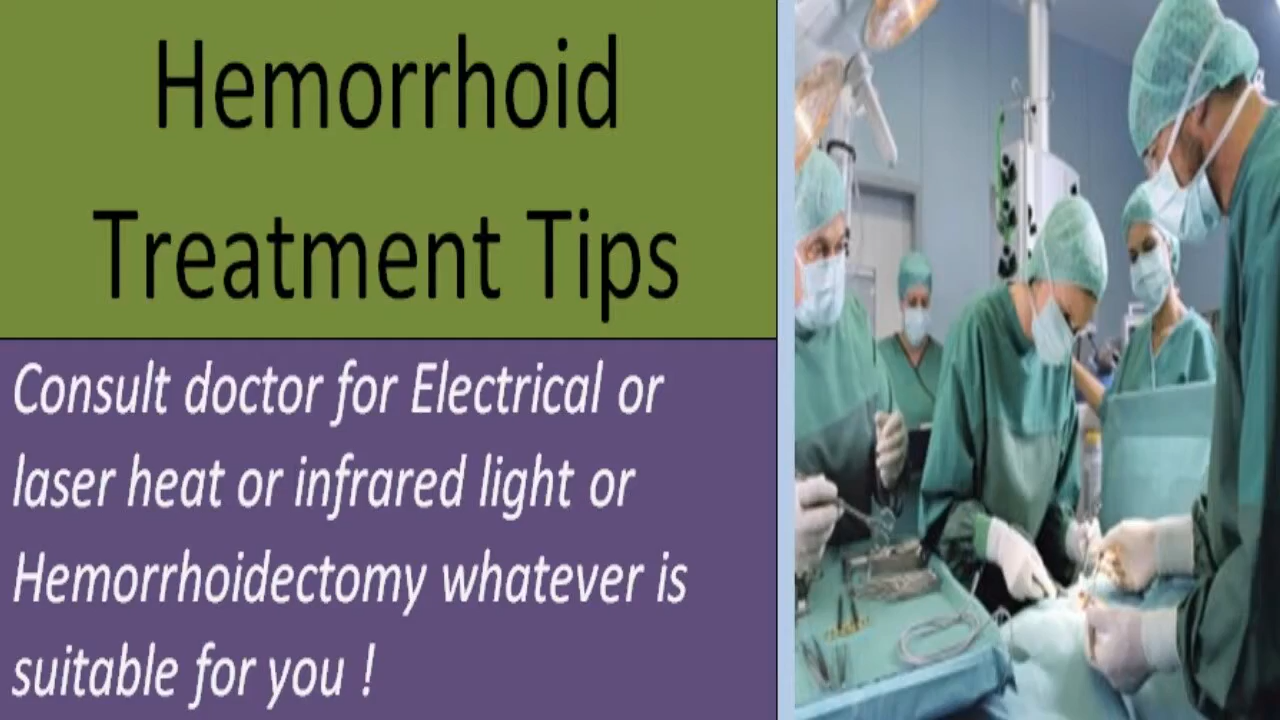 Hemorrhoid
Treatment Tips
Consult doctor for Electrical or
laser heat or infrared light or
Hemorrhoidectomy whatever is
suitable for you !